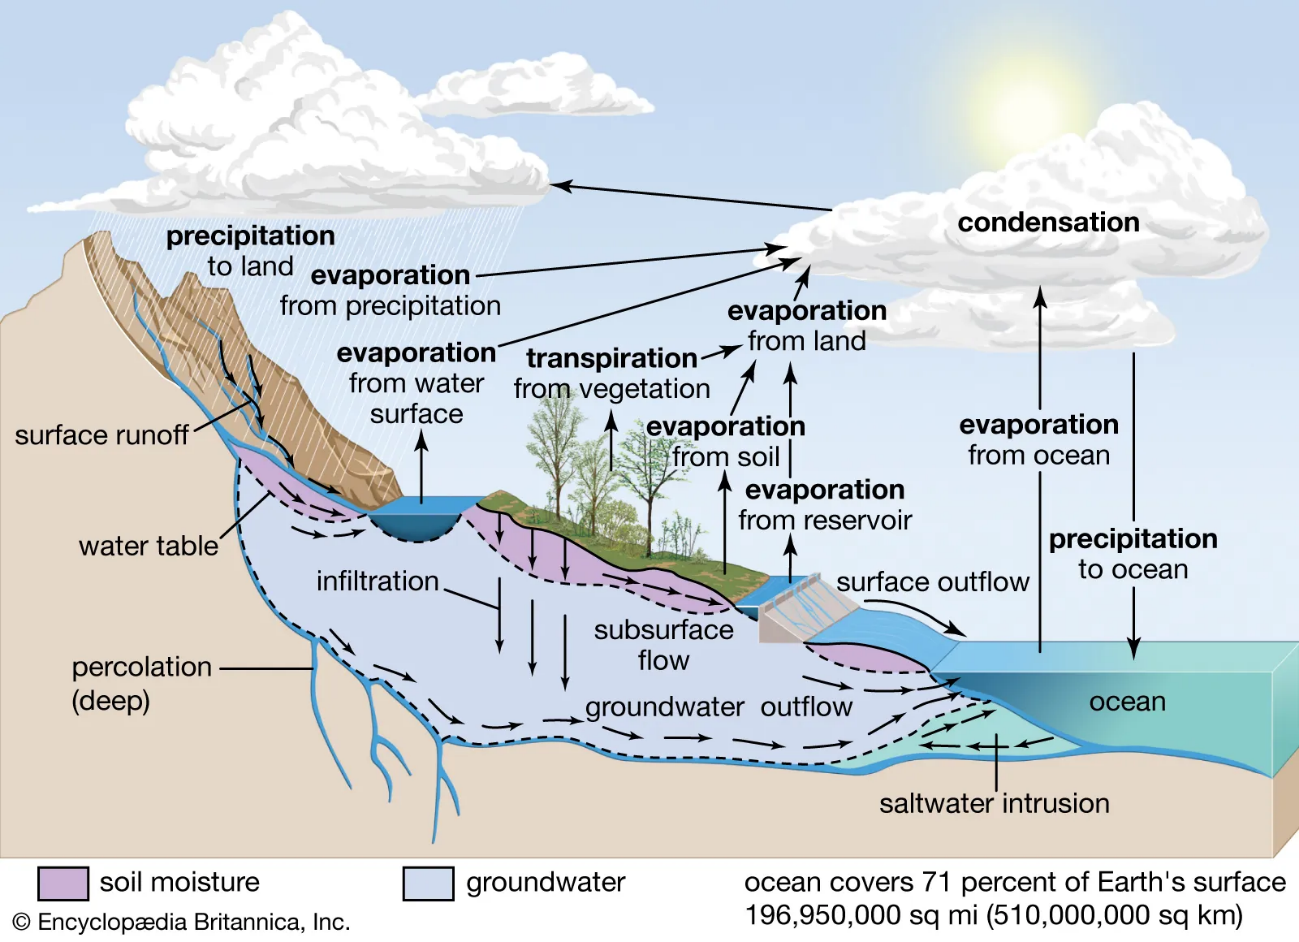 condensation
precipitation
to land
evaporation
from precipitation
evaporation
from land
evaporation
from water
surface
transpiration
from vegetation
surface runoff
evaporation
from soil
evaporation
from ocean
evaporation
from reservoir
water table
precipitation
to ocean
infiltration
surface outflow
subsurface
flow
percolation
(deep)
groundwater outflow
ocean
saltwater intrusion
soil moisture
groundwater
ocean covers 71 percent of Earth's surface
196,950,000 sq mi (510,000,000 sq km)
© Encyclopædia Britannica, Inc.